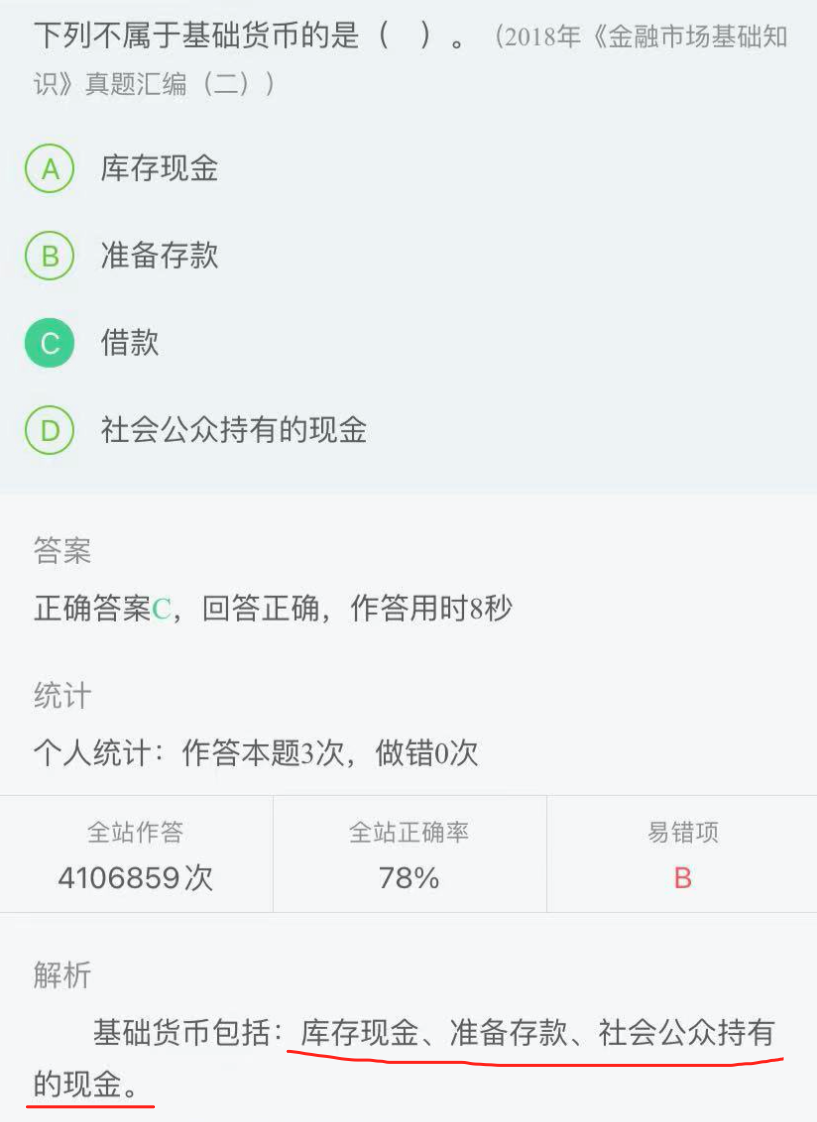 下列不属于基础货币的是（ ）。（2018年《金融市场基础知
识》真题汇编（二））
A 库存现金
B 准备存款
C 借款
D 社会公众持有的现金
答案
正确答案C，回答正确，作答用时8秒
统计
个人统计：作答本题3次，做错0次
全站作答 全站正确率 易错项
4106859次 78% B
解析
基础货币包括：库存现金、准备存款、社会公众持有
的现金。